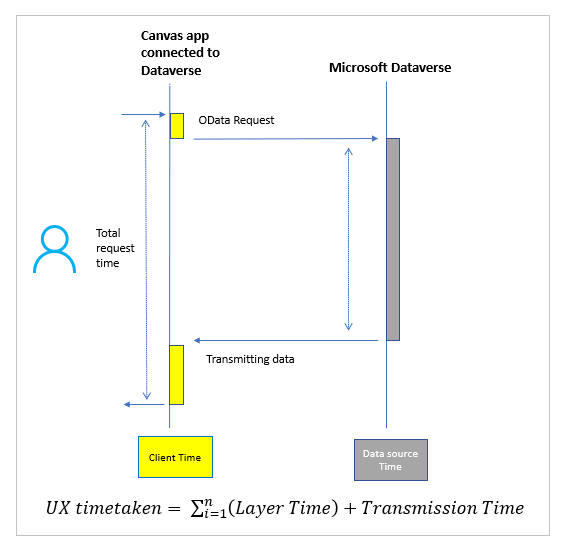 Canvas app
connected to
Dataverse
Microsoft Dataverse
OData Request
Total
request
time
Transmitting data
Client Time
Data source
Time
UX timetaken = ∑ⁿᵢ₌₁(Layer Time) + Transmission Time